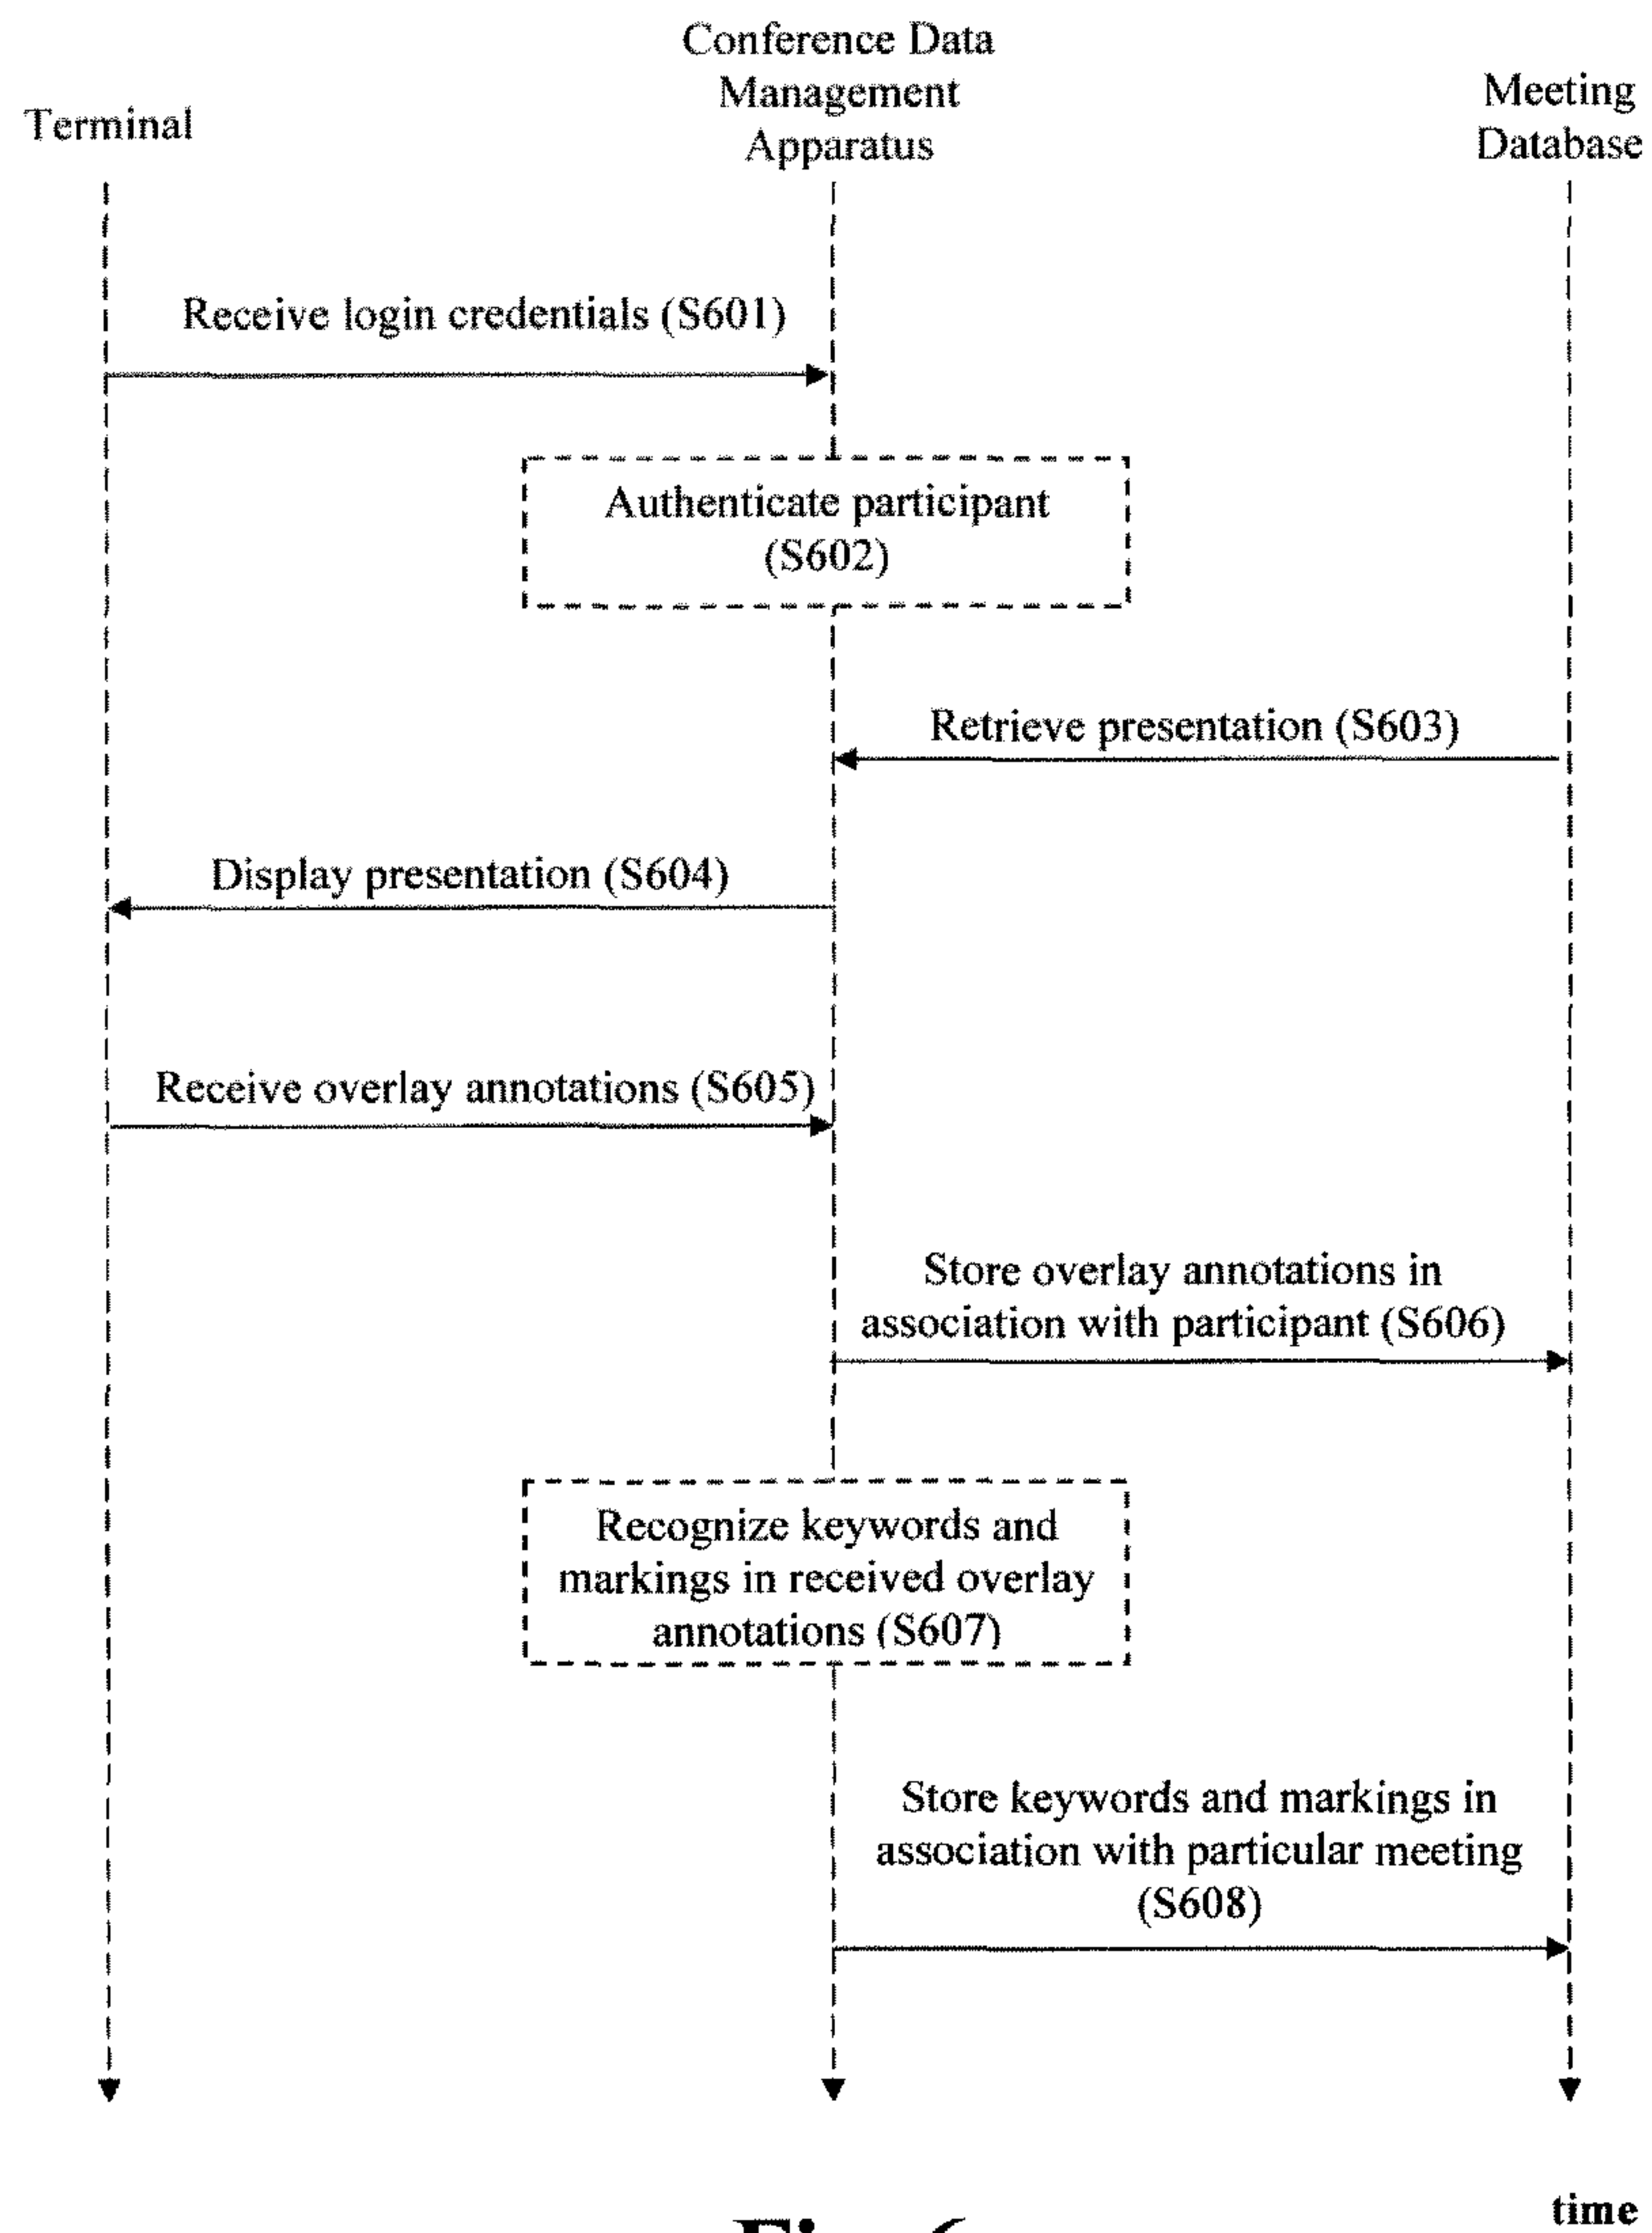 Conference Data
Management
Apparatus
Terminal
Meeting
Database
Receive login credentials (S601)
Authenticate participant
(S602)
Retrieve presentation (S603)
Display presentation (S604)
Receive overlay annotations (S605)
Store overlay annotations in
association with participant (S606)
Recognize keywords and
markings in received overlay
annotations (S607)
Store keywords and markings in
association with particular meeting
(S608)
time